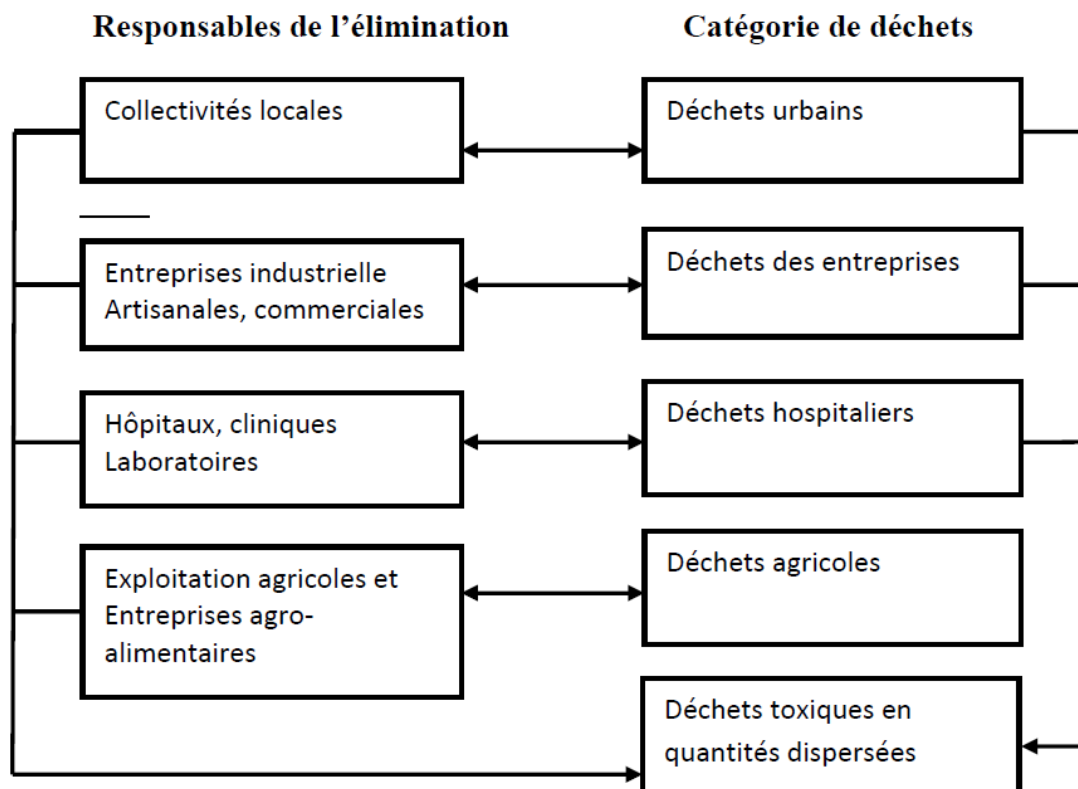 Responsables de l’élimination
Catégorie de déchets
Collectivités locales
Déchets urbains
Entreprises industrielle
Artisanales, commerciales
Déchets des entreprises
Hôpitaux, cliniques
Laboratoires
Déchets hospitaliers
Exploitation agricoles et
Entreprises agro-
alimentaires
Déchets agricoles
Déchets toxiques en
quantités dispersées